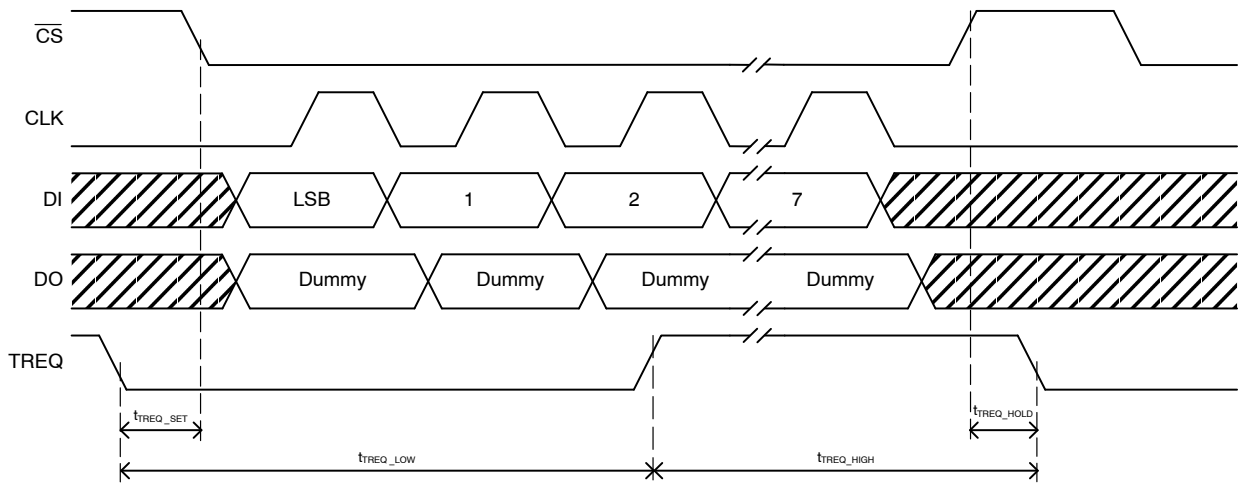 CS
CLK
DI LSB 1 2 7
DO Dummy Dummy Dummy Dummy
TREQ
tTREQ_SET tTREQ_HOLD
tTREQ_LOW tTREQ_HIGH